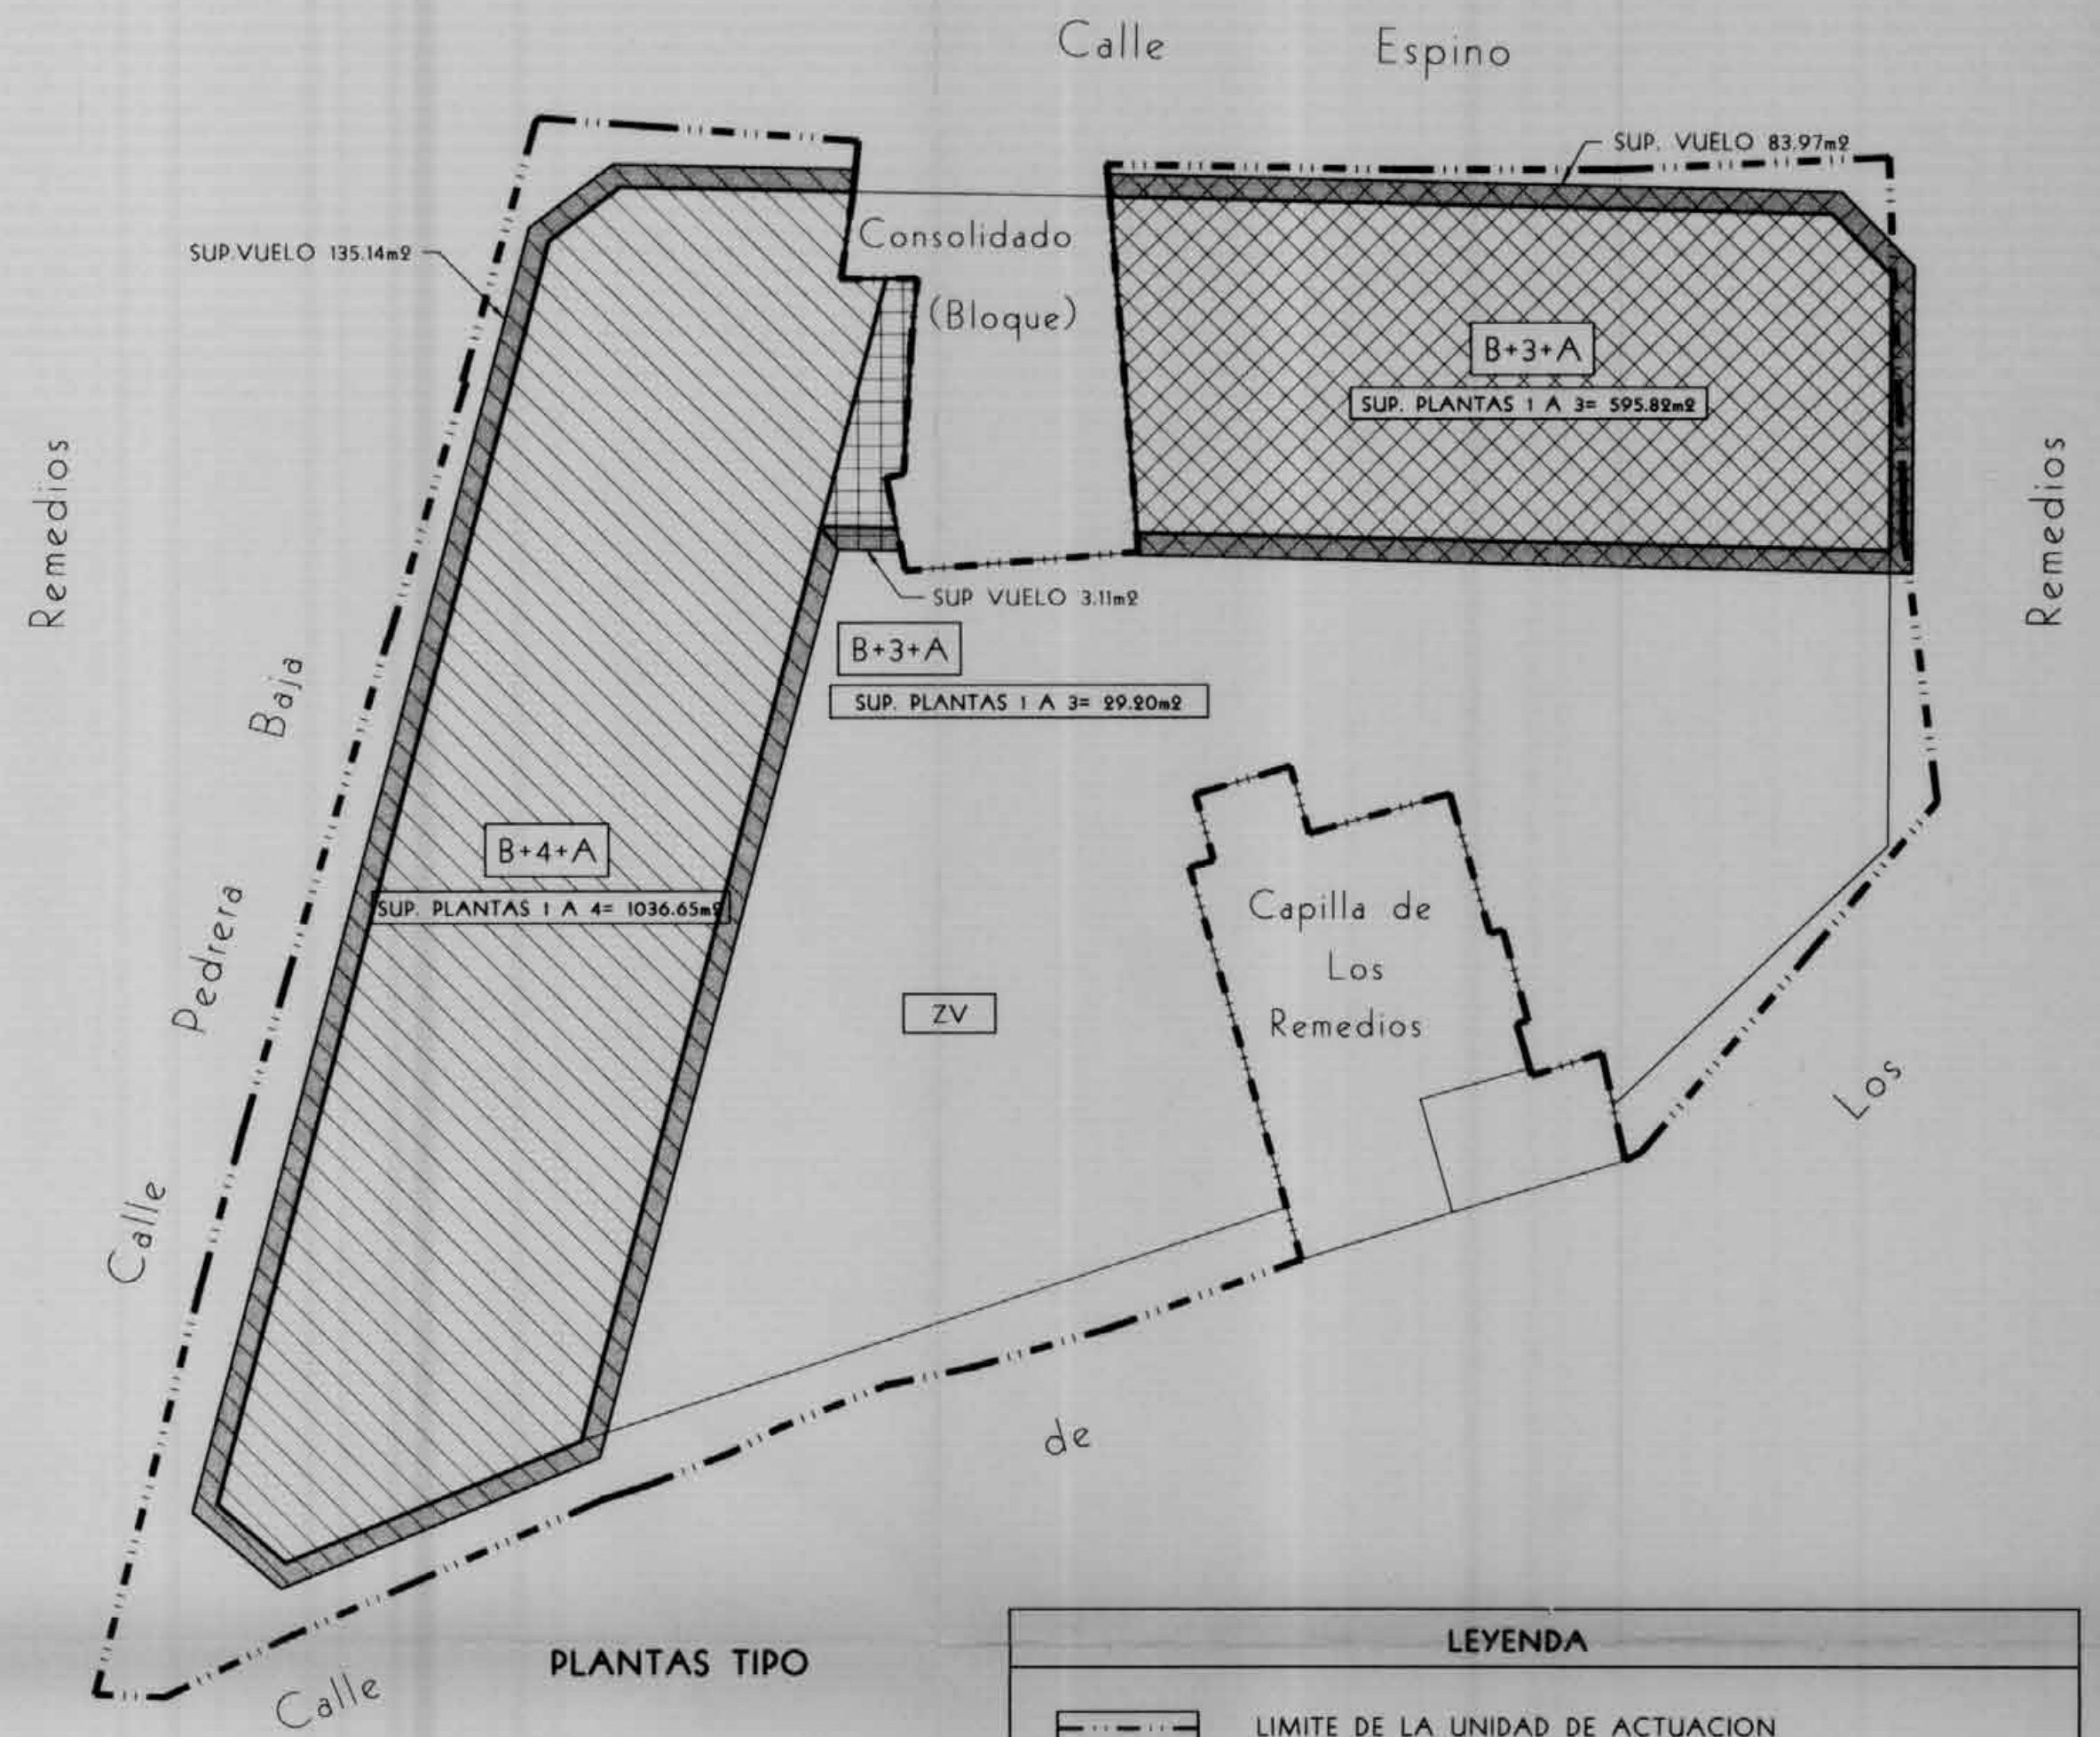 Calle Espino
SUP. VUELO 83.97m2
SUP.VUELO 135.14m2
Consolidado
(Bloque)
B+3+A
SUP. PLANTAS 1 A 3= 595.82m2
Remedios
Remedios
SUP VUELO 3.11m2
B+3+A
SUP. PLANTAS 1 A 3= 29.20m2
Calle Pedrera Baja
B+4+A
SUP. PLANTAS 1 A 4= 1036.65m2
Capilla de
Los
Remedios
ZV
Calle de Los
PLANTAS TIPO
LEYENDA
LIMITE DE LA UNIDAD DE ACTUACION